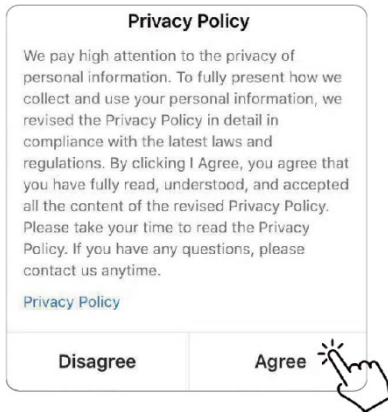 Privacy Policy
We pay high attention to the privacy of
personal information. To fully present how we
collect and use your personal information, we
revised the Privacy Policy in detail in
compliance with the latest laws and
regulations. By clicking I Agree, you agree that
you have fully read, understood, and accepted
all the content of the revised Privacy Policy.
Please take your time to read the Privacy
Policy. If you have any questions, please
contact us anytime.
Privacy Policy
Disagree
Agree